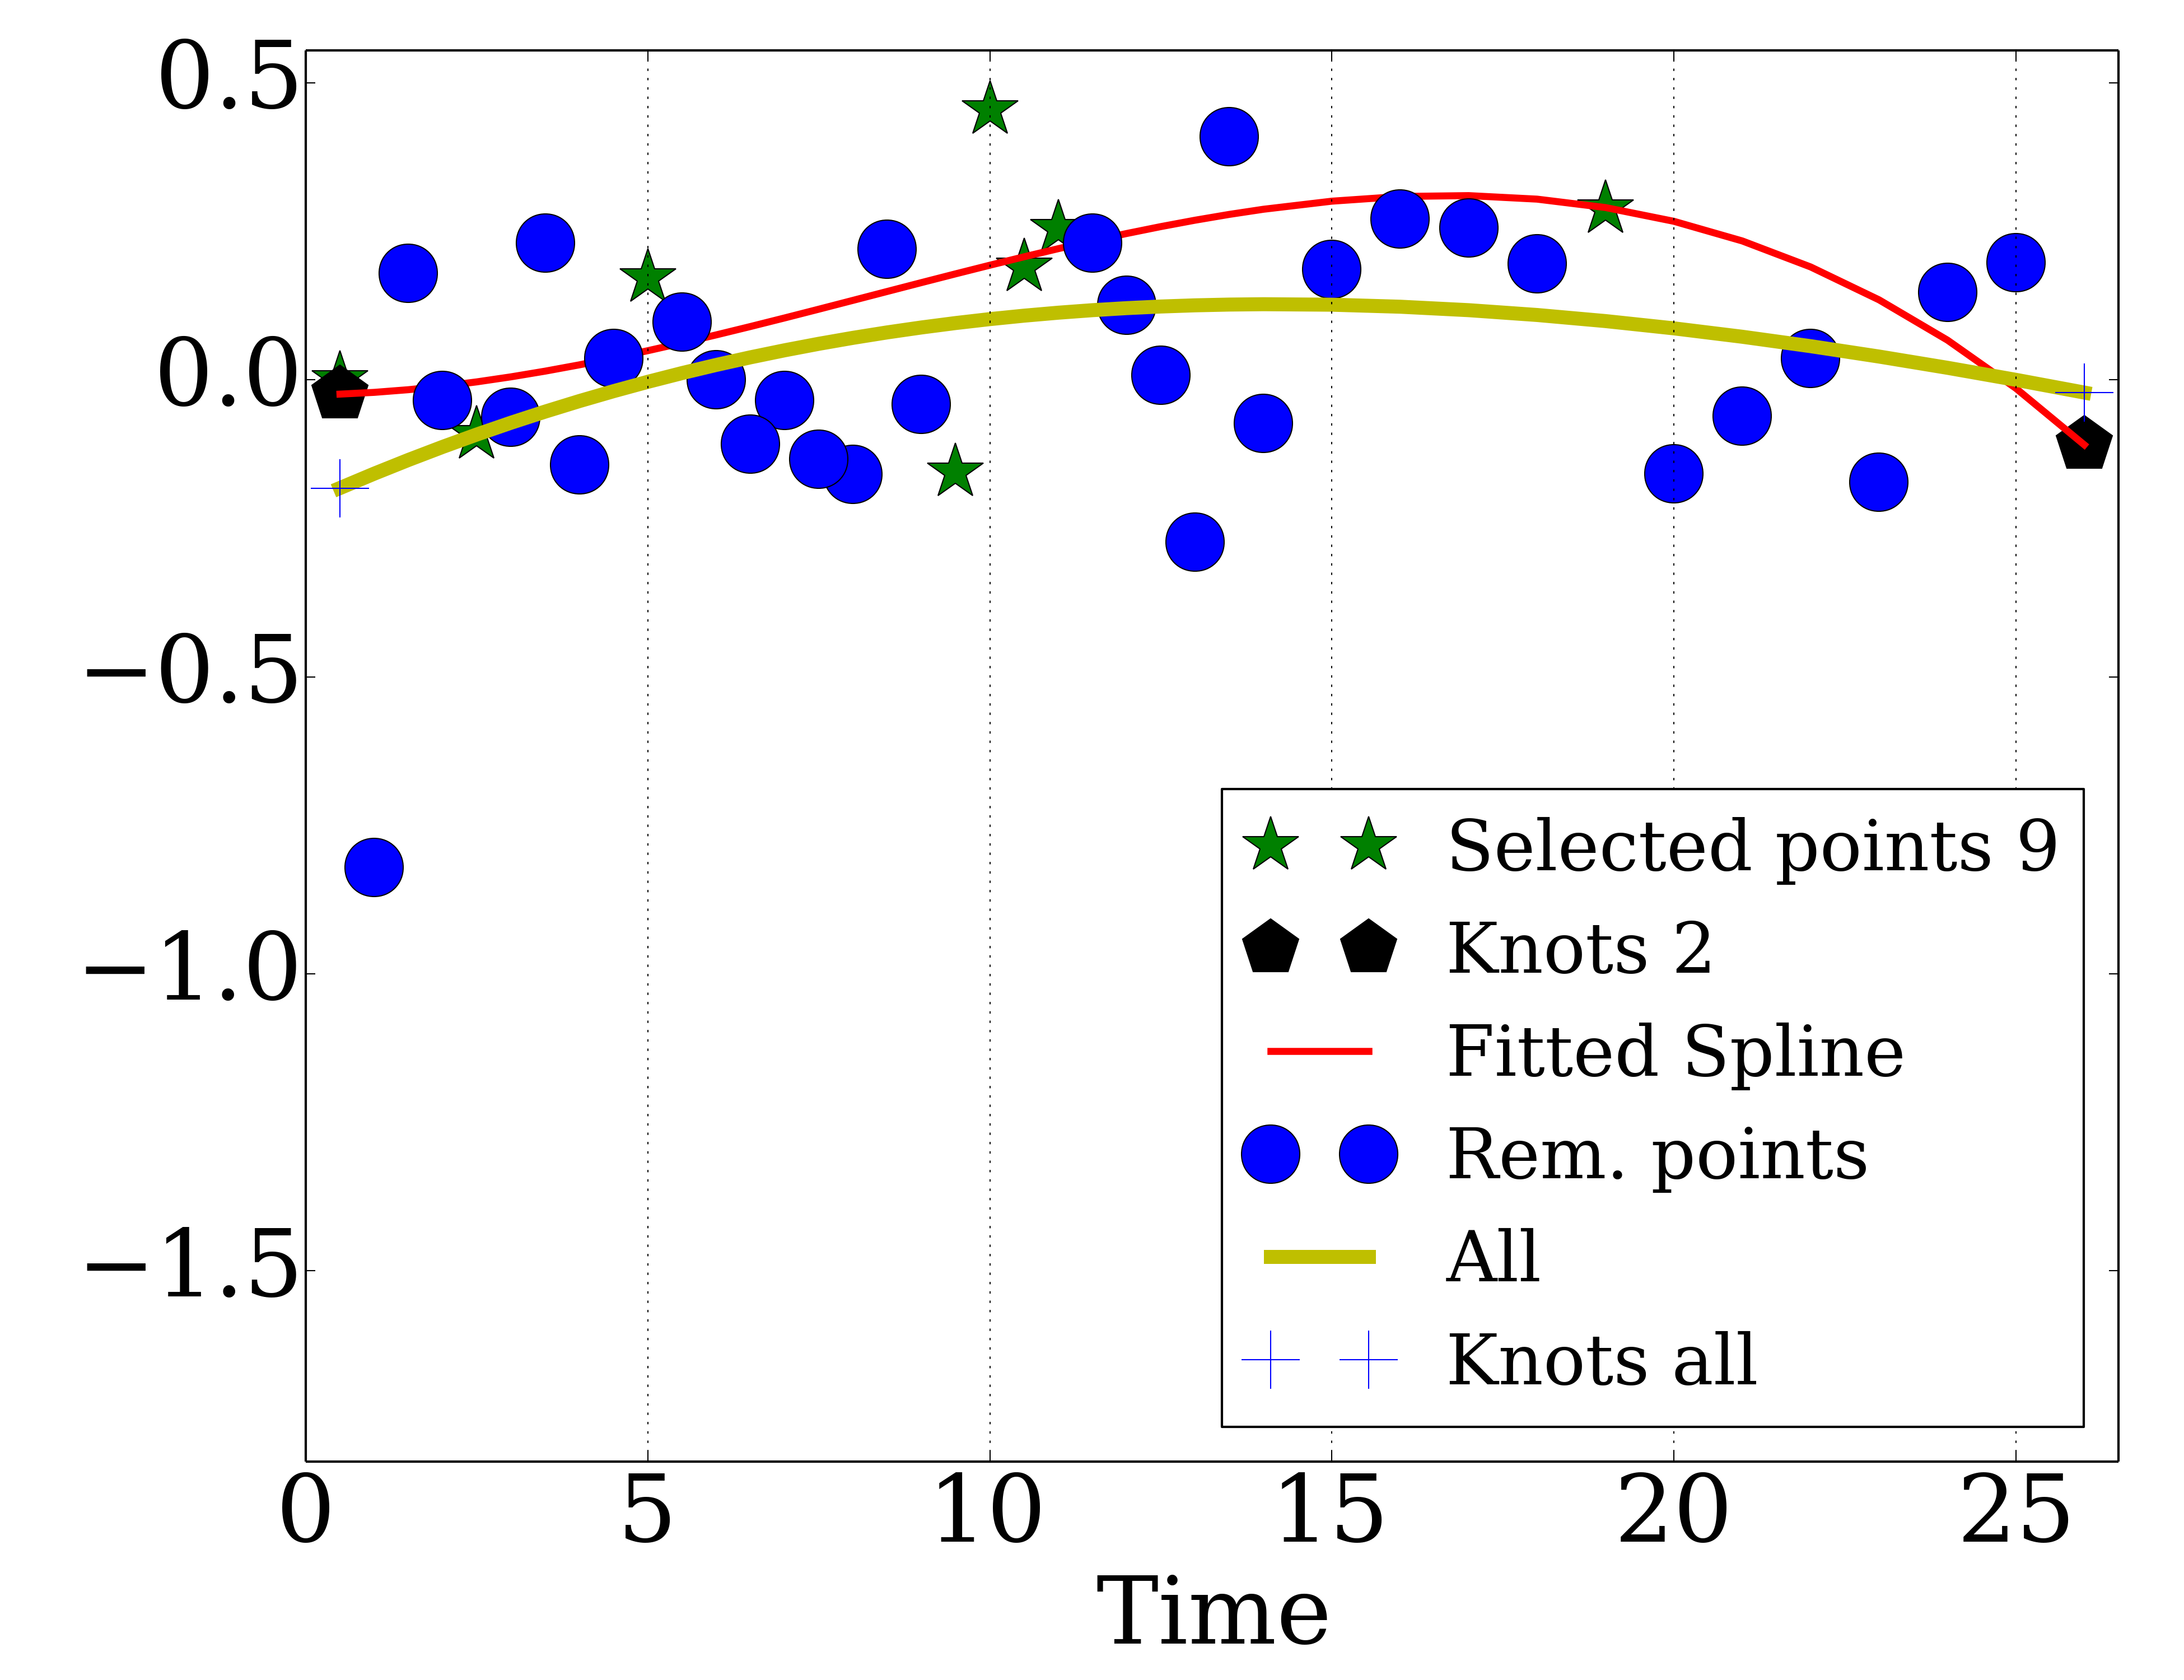 0.5
0.0
−0.5
−1.0
−1.5
Selected points 9
Knots 2
Fitted Spline
Rem. points
All
Knots all
0 5 10 15 20 25
Time